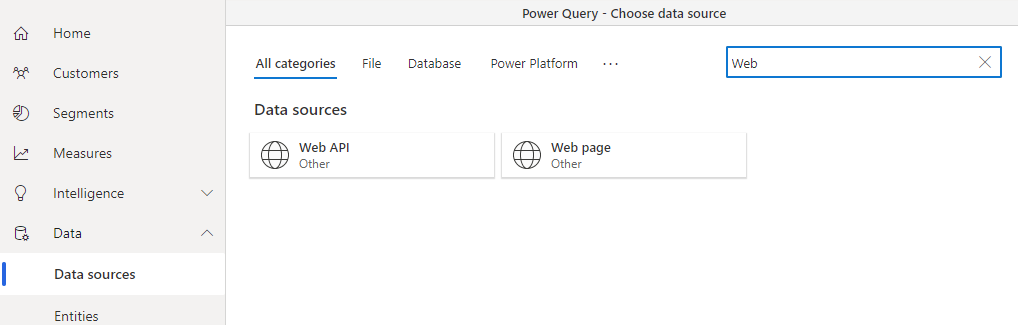 Power Query - Choose data source
Home
Customers
Segments
Measures
Intelligence
Data
Data sources
Entities
All categories File Database Power Platform ···
Web
Data sources
Web API
Other
Web page
Other